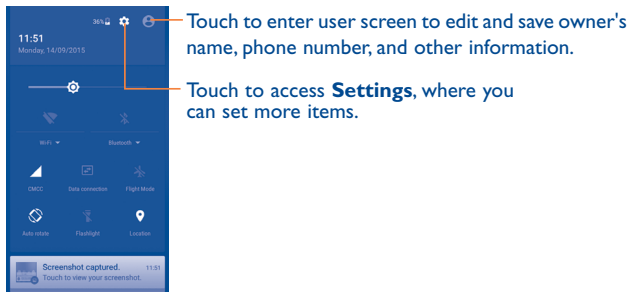 36%
11:51
Monday, 14/09/2015
Touch to enter user screen to edit and save owner's
name, phone number, and other information.
Touch to access Settings, where you
can set more items.
WiFi
Bluetooth
CMCC
Data connection
Flight Mode
Auto rotate
Flashlight
Location
Screenshot captured.
11:51
Touch to view your screenshot.